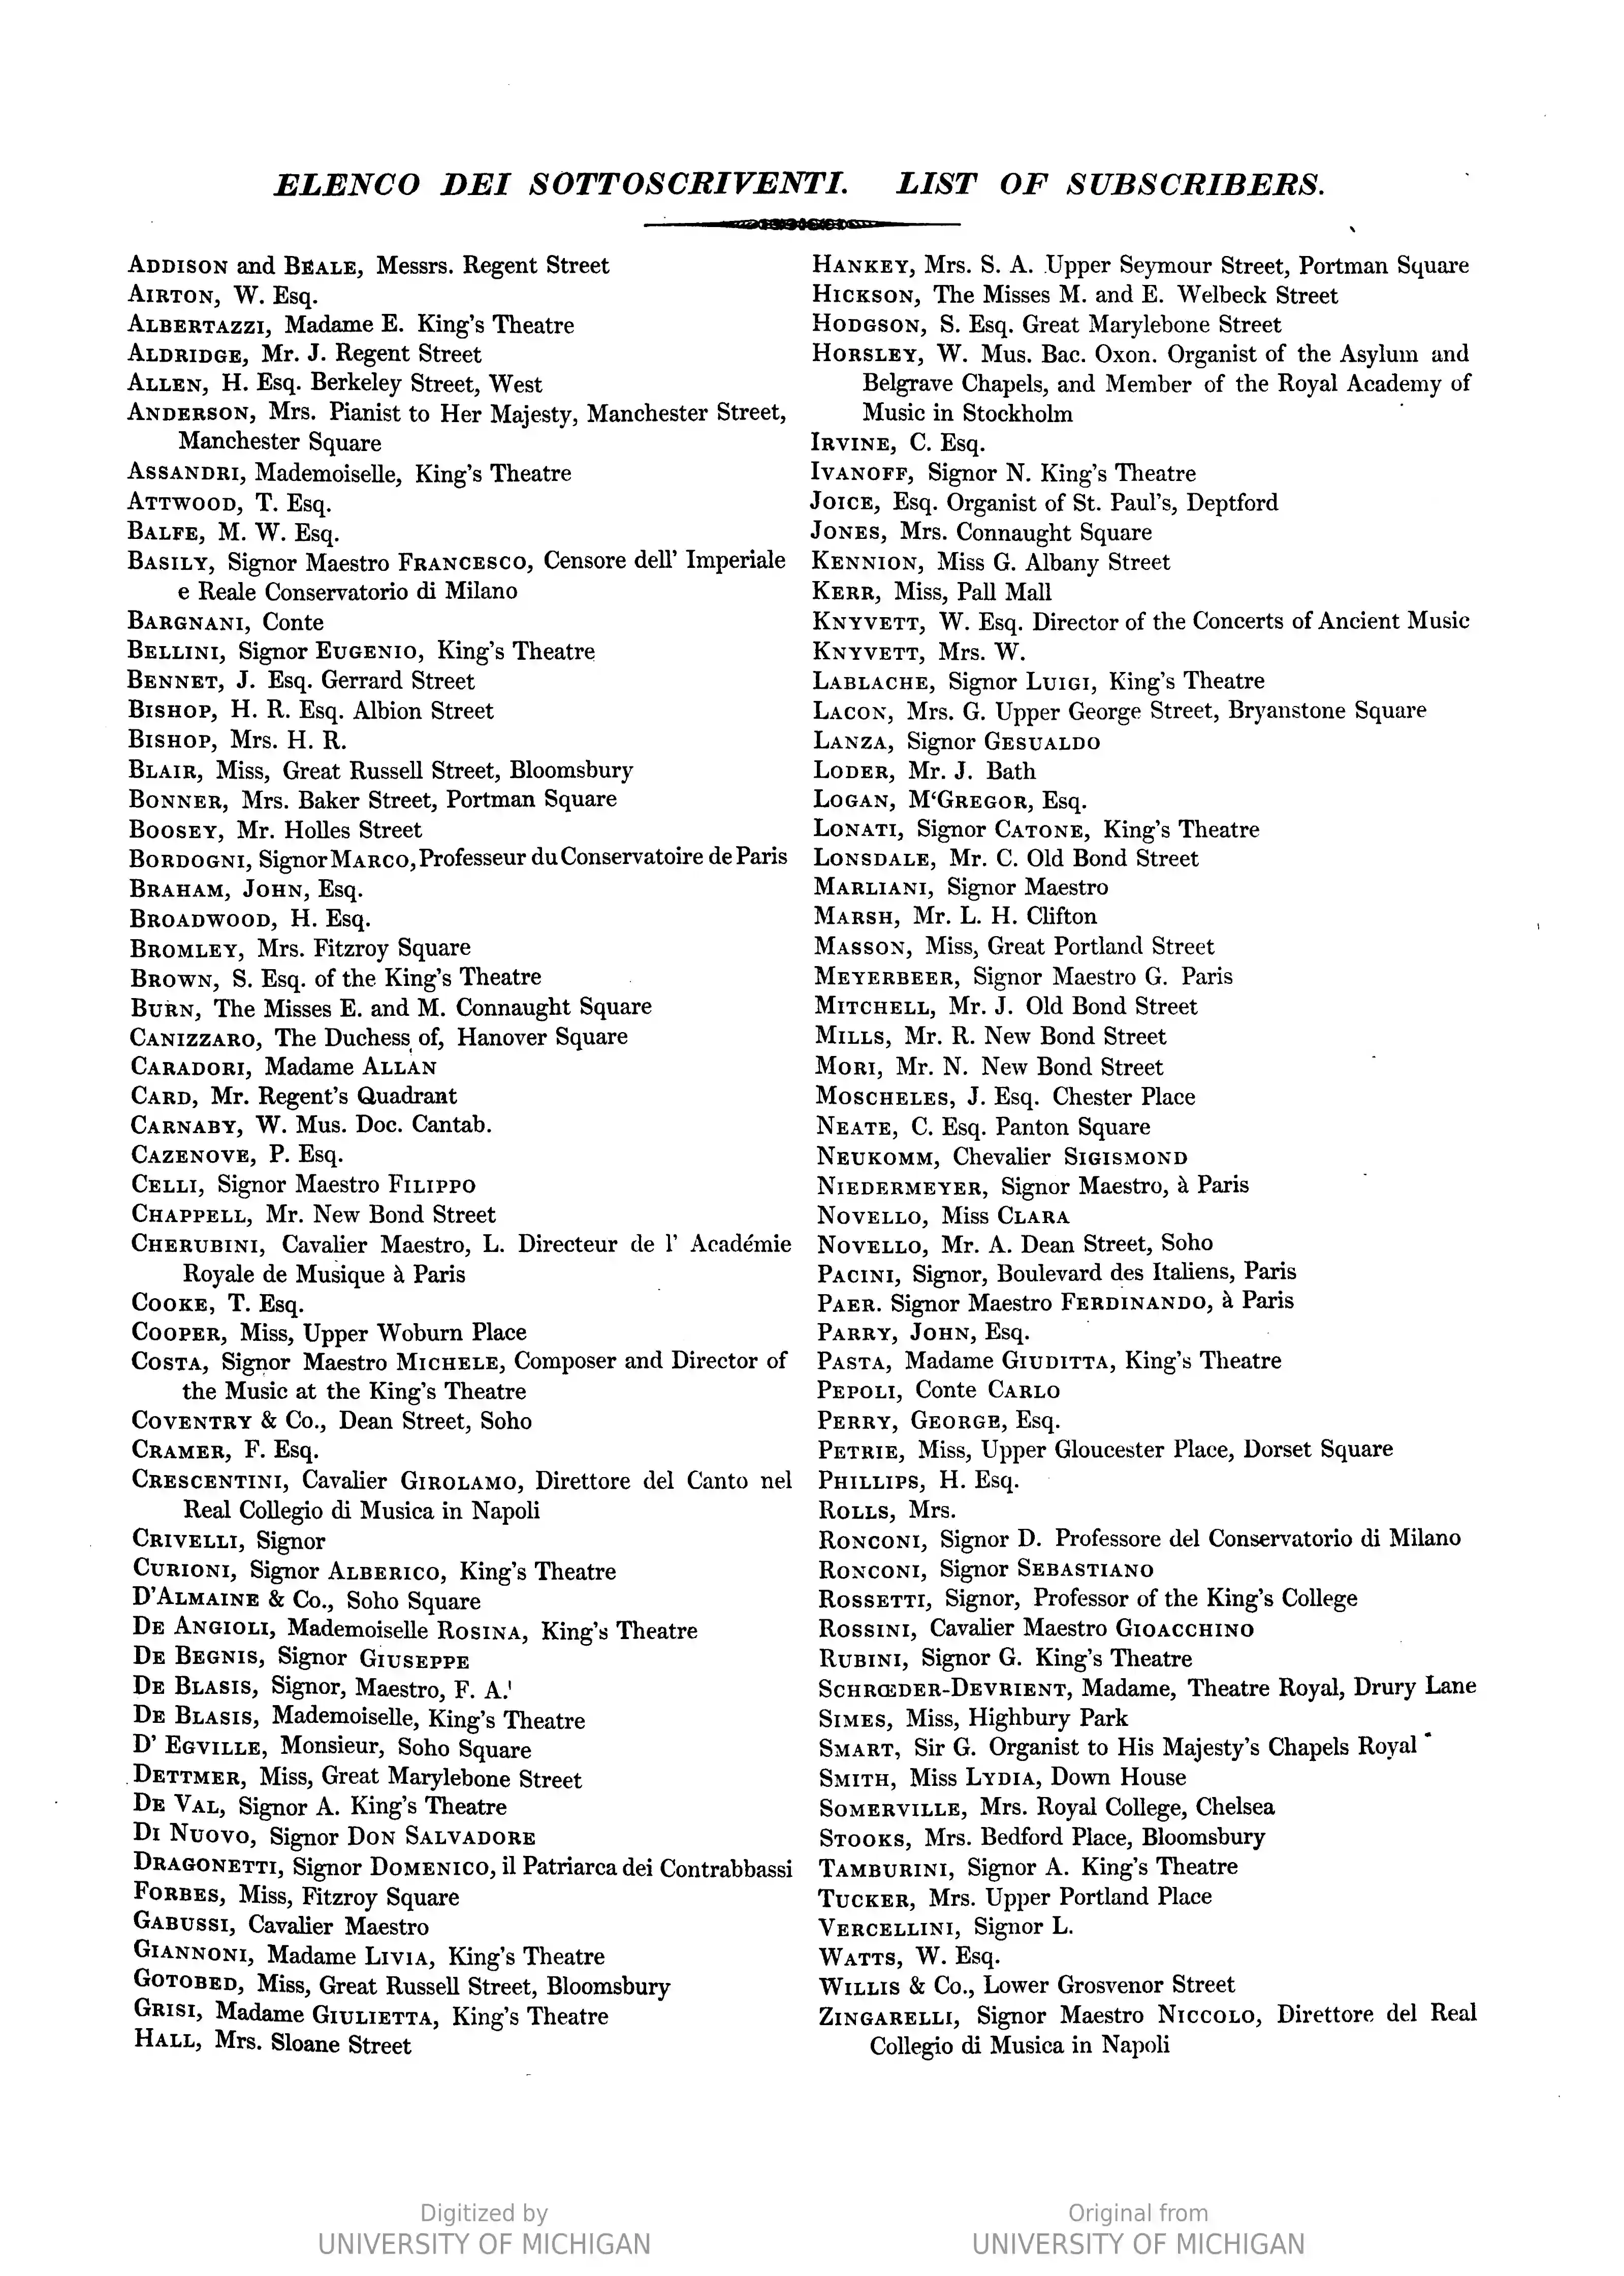 ELENCO DEI SOTTOSCRIVENTI. LIST OF SUBSCRIBERS.
ADDISON and BEALE, Messrs. Regent Street
AIRTON, W. Esq.
ALBERTAZZI, Madame E. King's Theatre
ALDRIDGE, Mr. J. Regent Street
ALLEN, H. Esq. Berkeley Street, West
ANDERSON, Mrs. Pianist to Her Majesty, Manchester Street,
Manchester Square
ASSANDRI, Mademoiselle, King's Theatre
ATTWOOD, T. Esq.
BALFE, M. W. Esq.
BASILY, Signor Maestro FRANCESCO, Censore dell' Imperiale
e Reale Conservatorio di Milano
BARGNANI, Conte
BELLINI, Signor EUGENIO, King's Theatre
BENNET, J. Esq. Gerrard Street
BISHOP, H. R. Esq. Albion Street
BISHOP, Mrs. H. R.
BLAIR, Miss, Great Russell Street, Bloomsbury
BONNER, Mrs. Baker Street, Portman Square
BOOSEY, Mr. Holles Street
BORDOGNI, Signor MARCO, Professeur du Conservatoire de Paris
BRAHAM, JOHN, Esq.
BROADWOOD, H. Esq.
BROMLEY, Mrs. Fitzroy Square
BROWN, S. Esq. of the King's Theatre
BURN, The Misses E. and M. Connaught Square
CANIZZARO, The Duchess of, Hanover Square
CARADORI, Madame ALLAN
CARD, Mr. Regent's Quadrant
CARNABY, W. Mus. Doc. Cantab.
CAZENOVE, P. Esq.
CELLI, Signor Maestro FILIPPO
CHAPPELL, Mr. New Bond Street
CHERUBINI, Cavalier Maestro, L. Directeur de l' Académie
Royale de Musique à Paris
COOKE, T. Esq.
COOPER, Miss, Upper Woburn Place
COSTA, Signor Maestro MICHELE, Composer and Director of
the Music at the King's Theatre
COVENTRY & Co., Dean Street, Soho
CRAMER, F. Esq.
CRESCENTINI, Cavalier GIROLAMO, Direttore del Canto nel
Real Collegio di Musica in Napoli
CRIVELLI, Signor
CURIONI, Signor ALBERICO, King's Theatre
D'ALMAINE & Co., Soho Square
DE ANGIOLI, Mademoiselle ROSINA, King's Theatre
DE BEGNIS, Signor GIUSEPPE
DE BLASIS, Signor, Maestro, F. A.
DE BLASIS, Mademoiselle, King's Theatre
D' EGVILLE, Monsieur, Soho Square
DETTMER, Miss, Great Marylebone Street
DE VAL, Signor A. King's Theatre
DI NUOVO, Signor DON SALVADORE
DRAGONETTI, Signor DOMENICO, il Patriarca dei Contrabbassi
FORBES, Miss, Fitzroy Square
GABUSSI, Cavalier Maestro
GIANNONI, Madame LIVIA, King's Theatre
GOTOBED, Miss, Great Russell Street, Bloomsbury
GRISI, Madame GIULIETTA, King's Theatre
HALL, Mrs. Sloane Street
HANKEY, Mrs. S. A. Upper Seymour Street, Portman Square
HICKSON, The Misses M. and E. Welbeck Street
HODGSON, S. Esq. Great Marylebone Street
HORSLEY, W. Mus. Bac. Oxon. Organist of the Asylum and
Belgrave Chapels, and Member of the Royal Academy of
Music in Stockholm
IRVINE, C. Esq.
IVANOFF, Signor N. King's Theatre
JOICE, Esq. Organist of St. Paul's, Deptford
JONES, Mrs. Connaught Square
KENNION, Miss G. Albany Street
KERR, Miss, Pall Mall
KNYVETT, W. Esq. Director of the Concerts of Ancient Music
KNYVETT, Mrs. W.
LABLACHE, Signor LUIGI, King's Theatre
LACON, Mrs. G. Upper George Street, Bryanstone Square
LANZA, Signor GESUALDO
LODER, Mr. J. Bath
LOGAN, M‘GREGOR, Esq.
LONATI, Signor CATONE, King's Theatre
LONSDALE, Mr. C. Old Bond Street
MARLIANI, Signor Maestro
MARSH, Mr. L. H. Clifton
MASSON, Miss, Great Portland Street
MEYERBEER, Signor Maestro G. Paris
MITCHELL, Mr. J. Old Bond Street
MILLS, Mr. R. New Bond Street
MORI, Mr. N. New Bond Street
MOSCHELES, J. Esq. Chester Place
NEATE, C. Esq. Panton Square
NEUKOMM, Chevalier SIGISMOND
NIEDERMEYER, Signor Maestro, à Paris
NOVELLO, Miss CLARA
NOVELLO, Mr. A. Dean Street, Soho
PACINI, Signor, Boulevard des Italiens, Paris
PAER. Signor Maestro FERDINANDO, à Paris
PARRY, JOHN, Esq.
PASTA, Madame GIUDITTA, King's Theatre
PEPOLI, Conte CARLO
PERRY, GEORGE, Esq.
PETRIE, Miss, Upper Gloucester Place, Dorset Square
PHILLIPS, H. Esq.
ROLLS, Mrs.
RONCONI, Signor D. Professore del Conservatorio di Milano
RONCONI, Signor SEBASTIANO
ROSSETTI, Signor, Professor of the King's College
ROSSINI, Cavalier Maestro GIOACCHINO
RUBINI, Signor G. King's Theatre
SCHRŒDER-DEVRIENT, Madame, Theatre Royal, Drury Lane
SIMES, Miss, Highbury Park
SMART, Sir G. Organist to His Majesty's Chapels Royal
SMITH, Miss LYDIA, Down House
SOMERVILLE, Mrs. Royal College, Chelsea
STOOKS, Mrs. Bedford Place, Bloomsbury
TAMBURINI, Signor A. King's Theatre
TUCKER, Mrs. Upper Portland Place
VERCELLINI, Signor L.
WATTS, W. Esq.
WILLIS & Co., Lower Grosvenor Street
ZINGARELLI, Signor Maestro NICCOLO, Direttore del Real
Collegio di Musica in Napoli
Digitized by
UNIVERSITY OF MICHIGAN
Original from
UNIVERSITY OF MICHIGAN